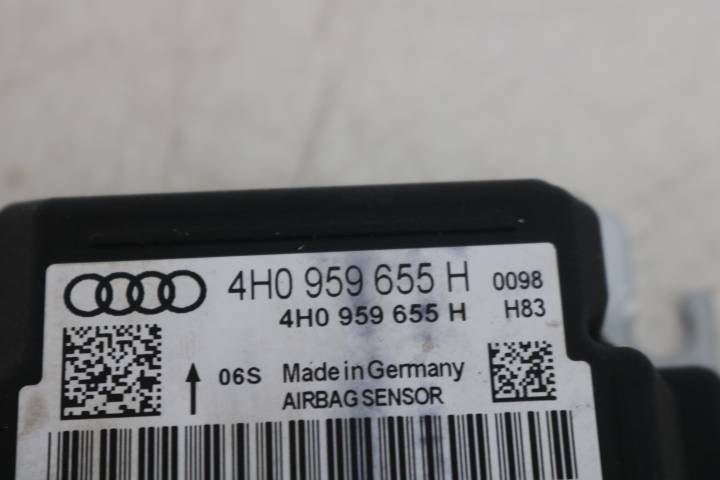 4H0 959 655 H 0098
4H0 959 655 H H83
06S Made in Germany
AIRBAG SENSOR